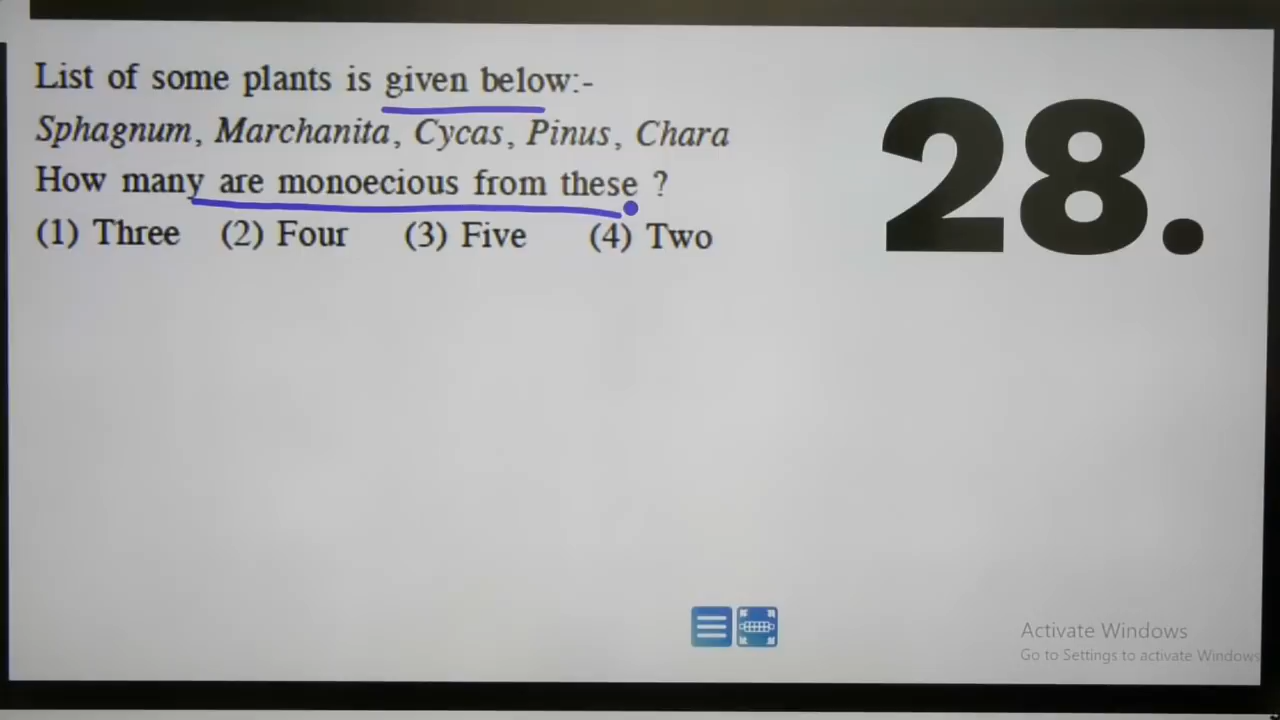 List of some plants is given below:-
Sphagnum, Marchanita, Cycas, Pinus, Chara
How many are monoecious from these ?
(1) Three (2) Four (3) Five (4) Two
28.
Activate Windows
Go to Settings to activate Windows